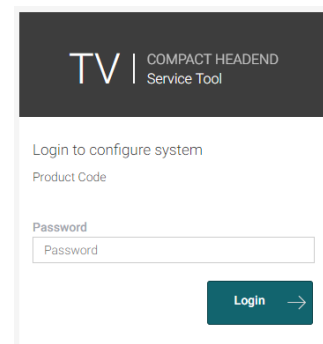 TV | COMPACT HEADEND
Service Tool
Login to configure system
Product Code
Password
Password
Login →